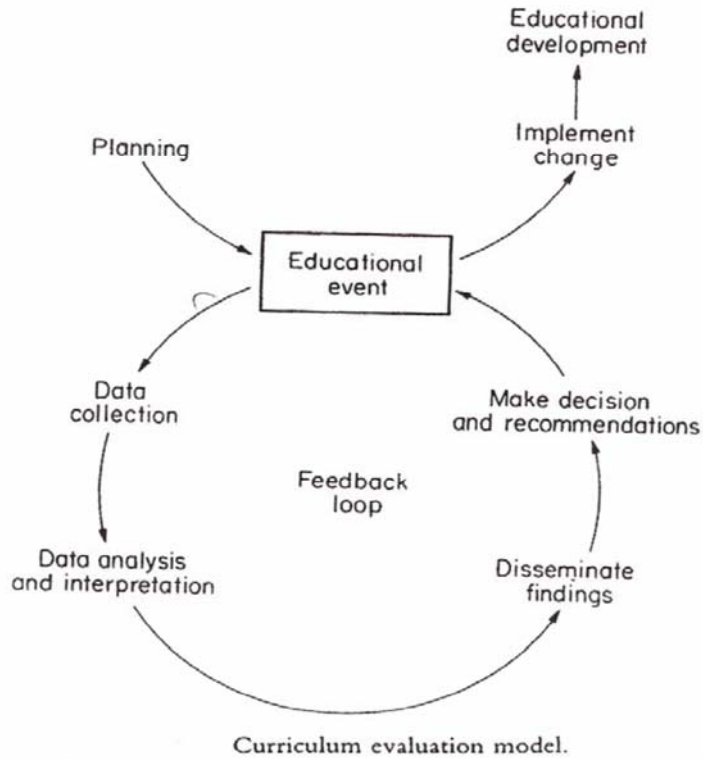 Educational
development
Implement
change
Planning
Educational
event
Data
collection
Make decision
and recommendations
Feedback
loop
Data analysis
and interpretation
Disseminate
findings
Curriculum evaluation model.